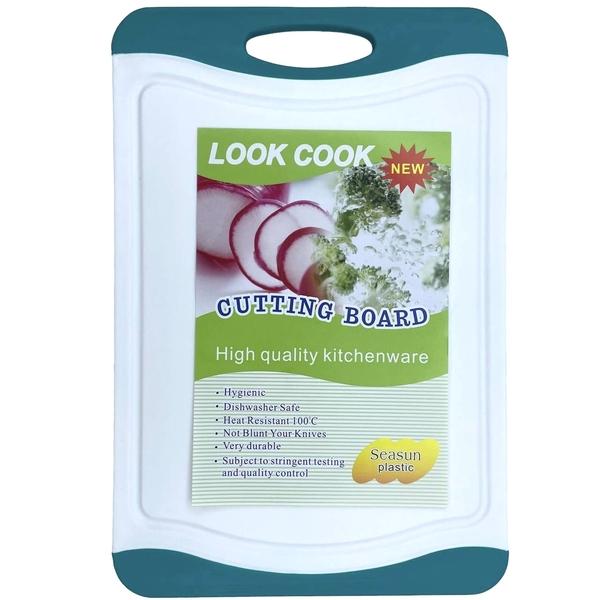 LOOK COOK
NEW
CUTTING BOARD
High quality kitchenware
• Hygienic
• Dishwasher Safe
• Heat Resistant 100°C
• Not Blunt Your Knives
• Very durable
• Subject to stringent testing
and quality control
Seasun
plastic